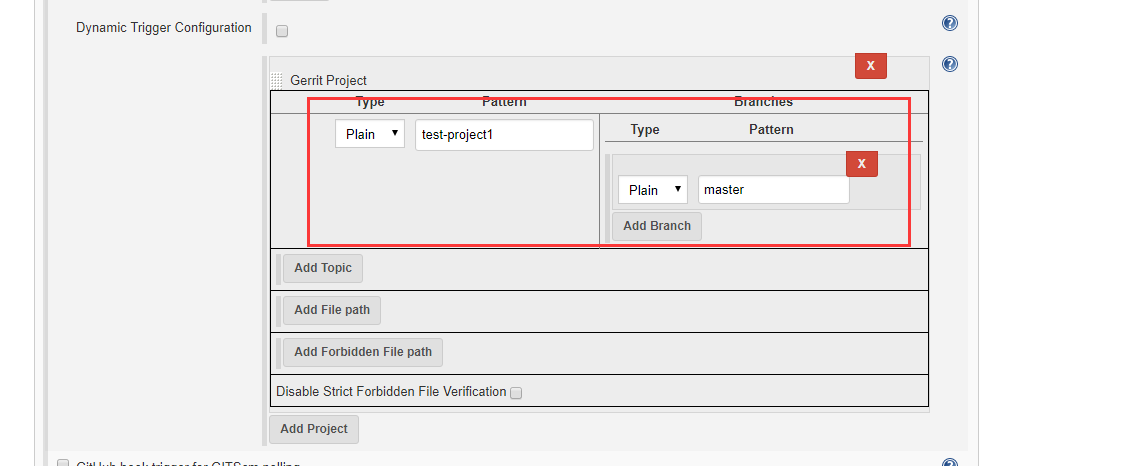 Dynamic Trigger Configuration
X
Gerrit Project
Type Pattern Branches
Plain test-project1
Type Pattern
X
Plain master
Add Branch
Add Topic
Add File path
Add Forbidden File path
Disable Strict Forbidden File Verification
Add Project
GitHub hook trigger for GITScm polling